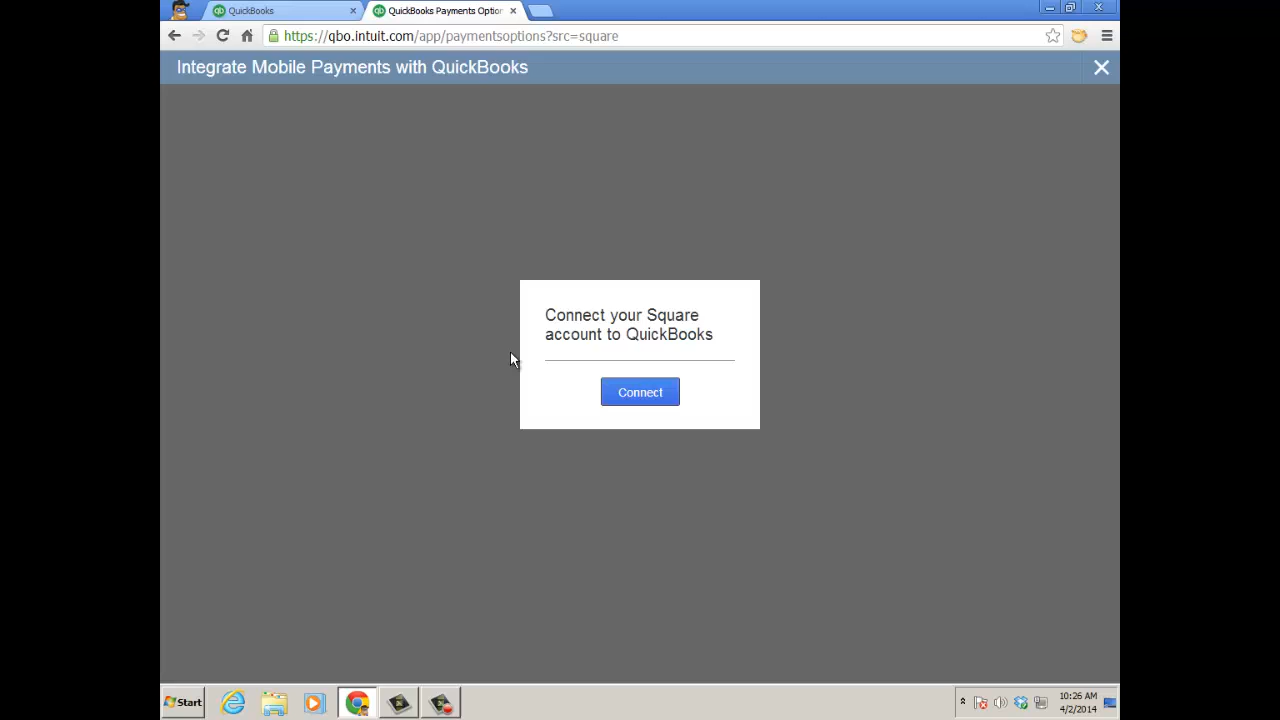 QuickBooks
QuickBooks Payments Option
https://qbo.intuit.com/app/paymentsoptions?src=square
Integrate Mobile Payments with QuickBooks
Connect your Square
account to QuickBooks
Connect
Start
10:26 AM
4/2/2014